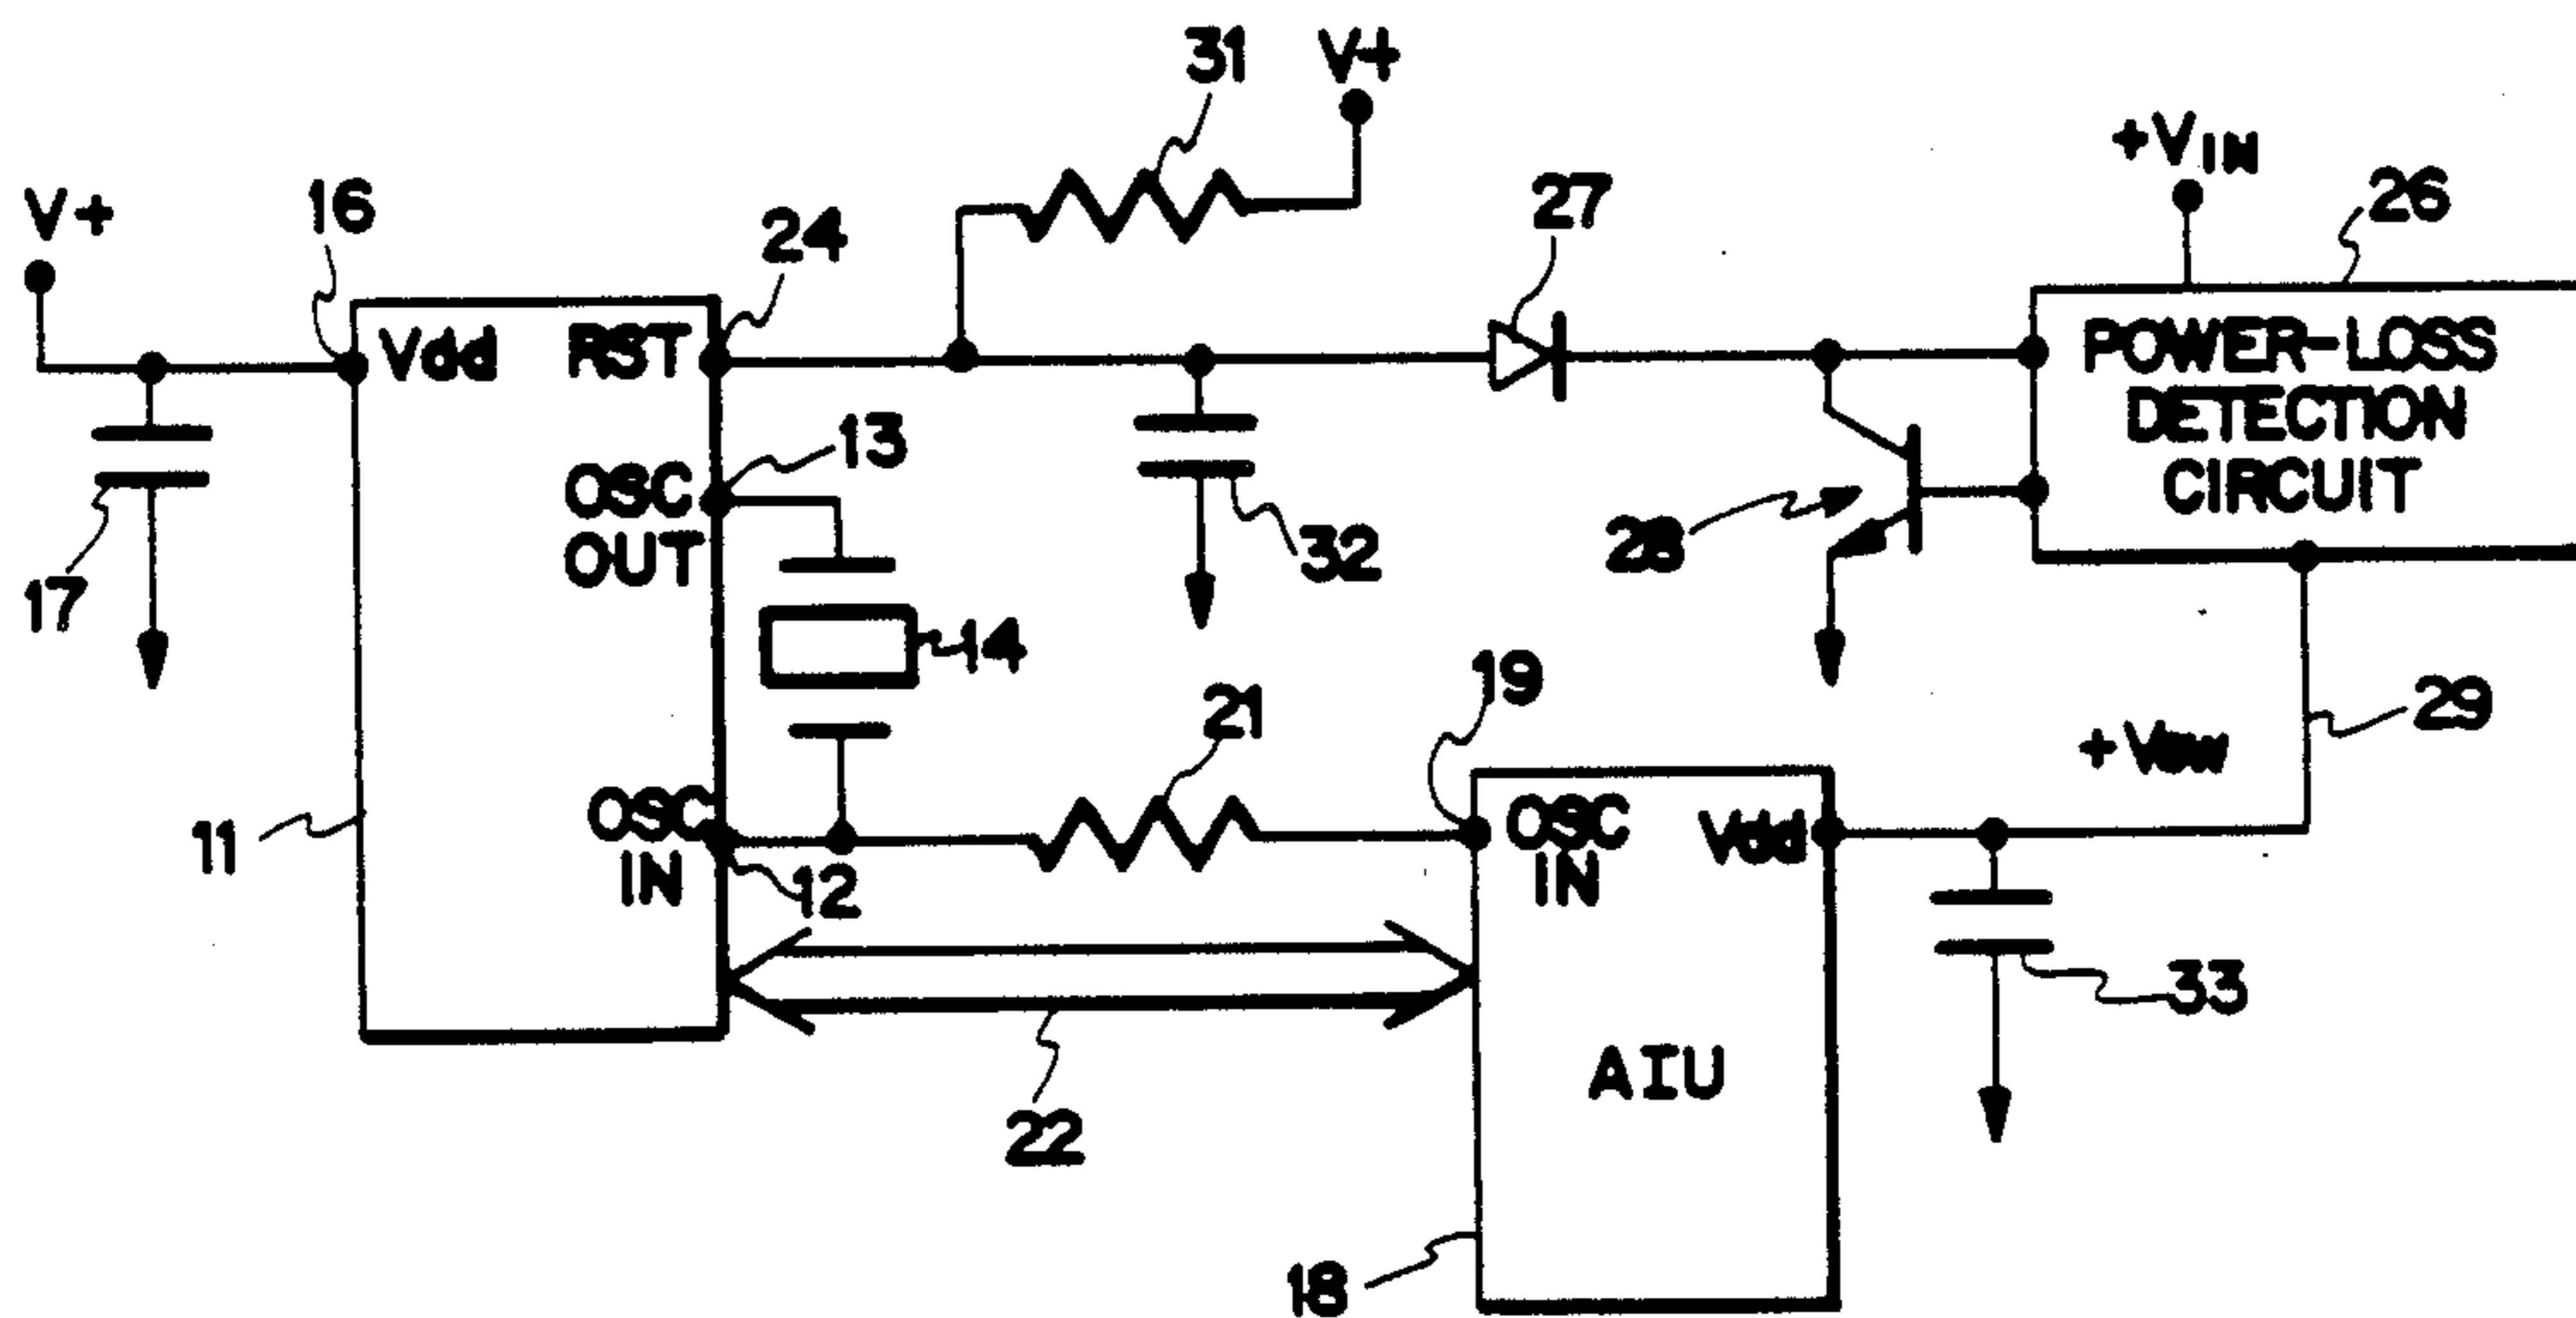 31
V+
+VIN
26
V+
16
24
27
Vdd
RST
POWER-LOSS
DETECTION
CIRCUIT
13
OSC
OUT
28
32
17
14
19
21
29
OSC
IN
11
12
OSC
IN
Vdd
33
AIU
22
18